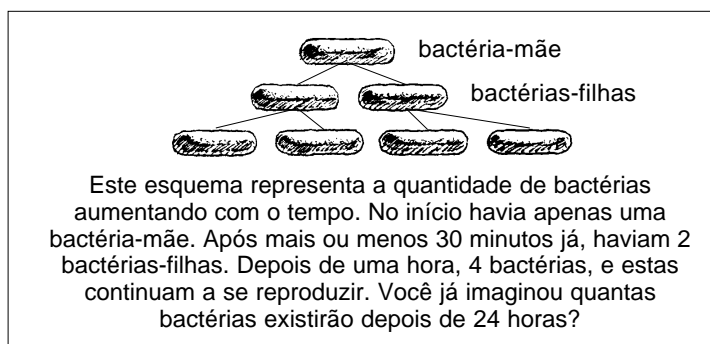 bactéria-mãe
bactérias-filhas
Este esquema representa a quantidade de bactérias
aumentando com o tempo. No início havia apenas uma
bactéria-mãe. Após mais ou menos 30 minutos já, haviam 2
bactérias-filhas. Depois de uma hora, 4 bactérias, e estas
continuam a se reproduzir. Você já imaginou quantas
bactérias existirão depois de 24 horas?